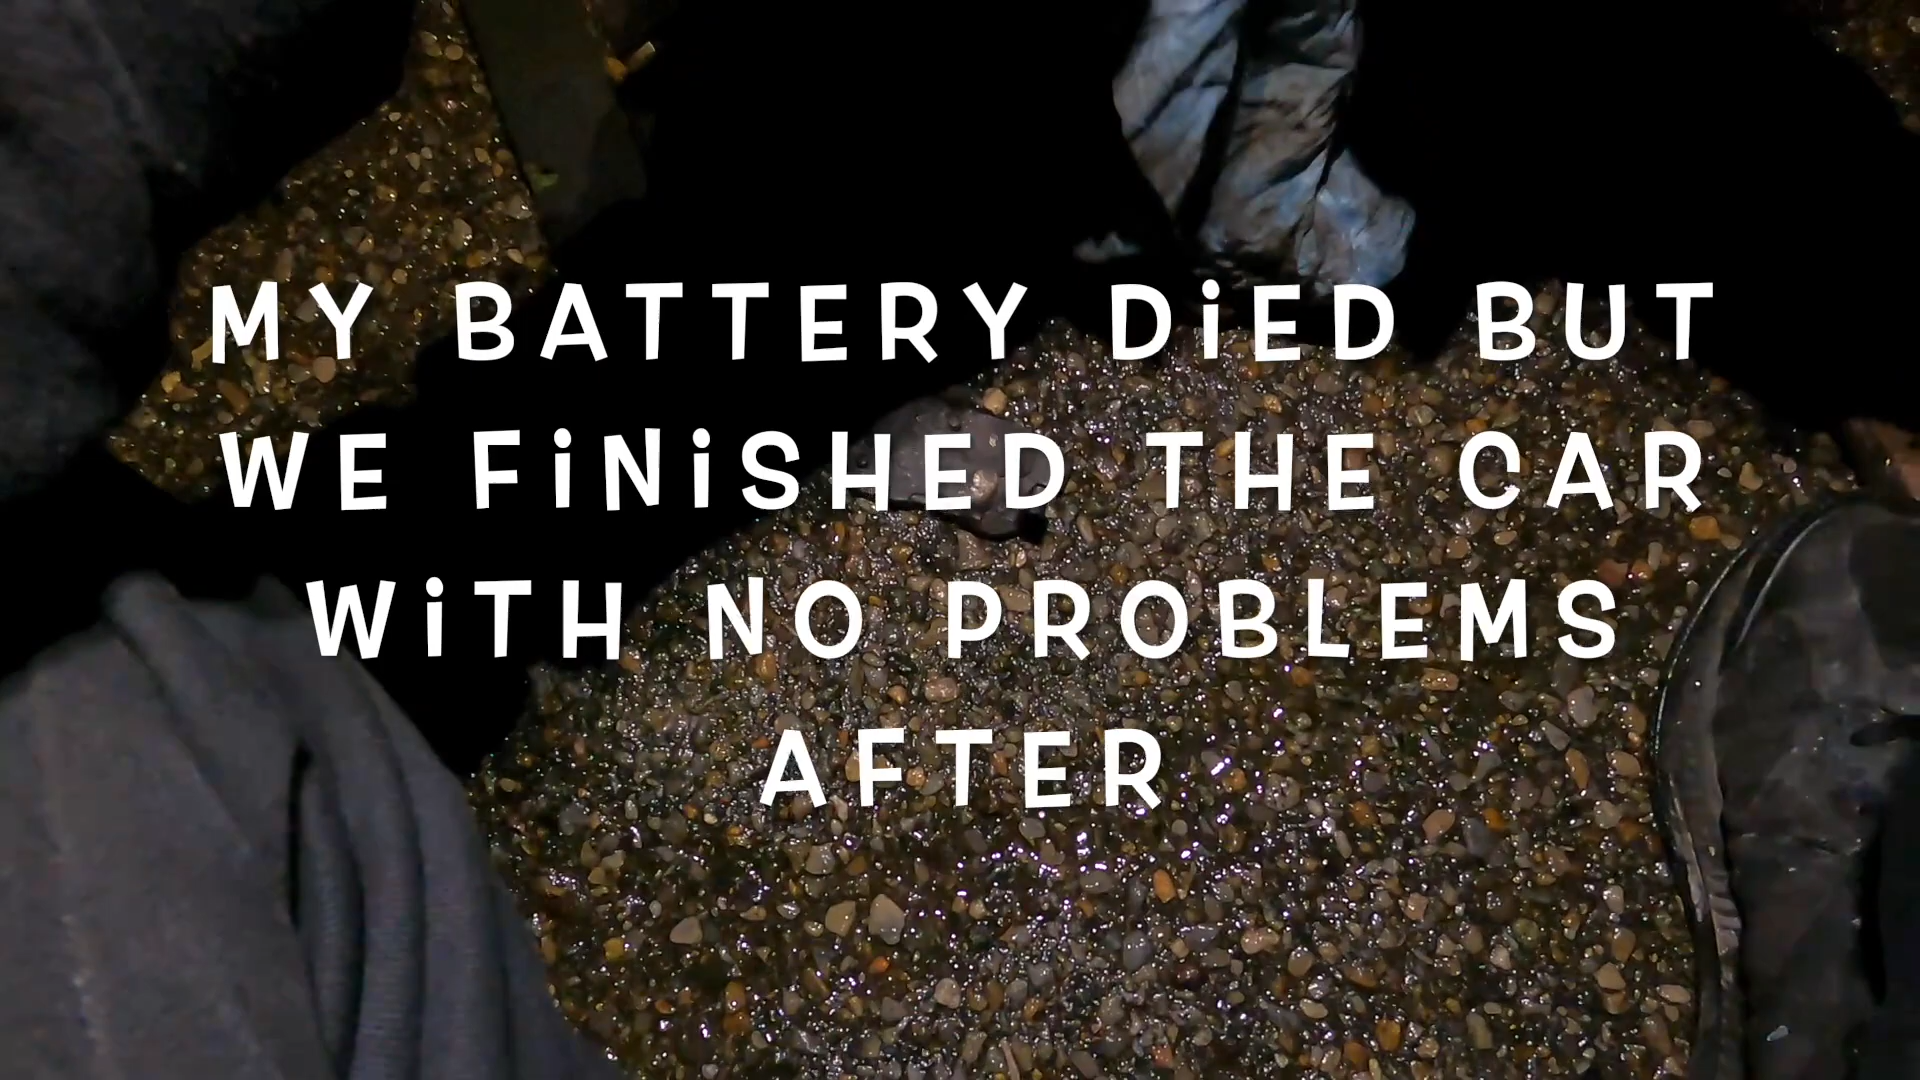 MY BATTERY DiED BUT
WE FiNiSHED THE CAR
WiTH NO PROBLEMS
AFTER